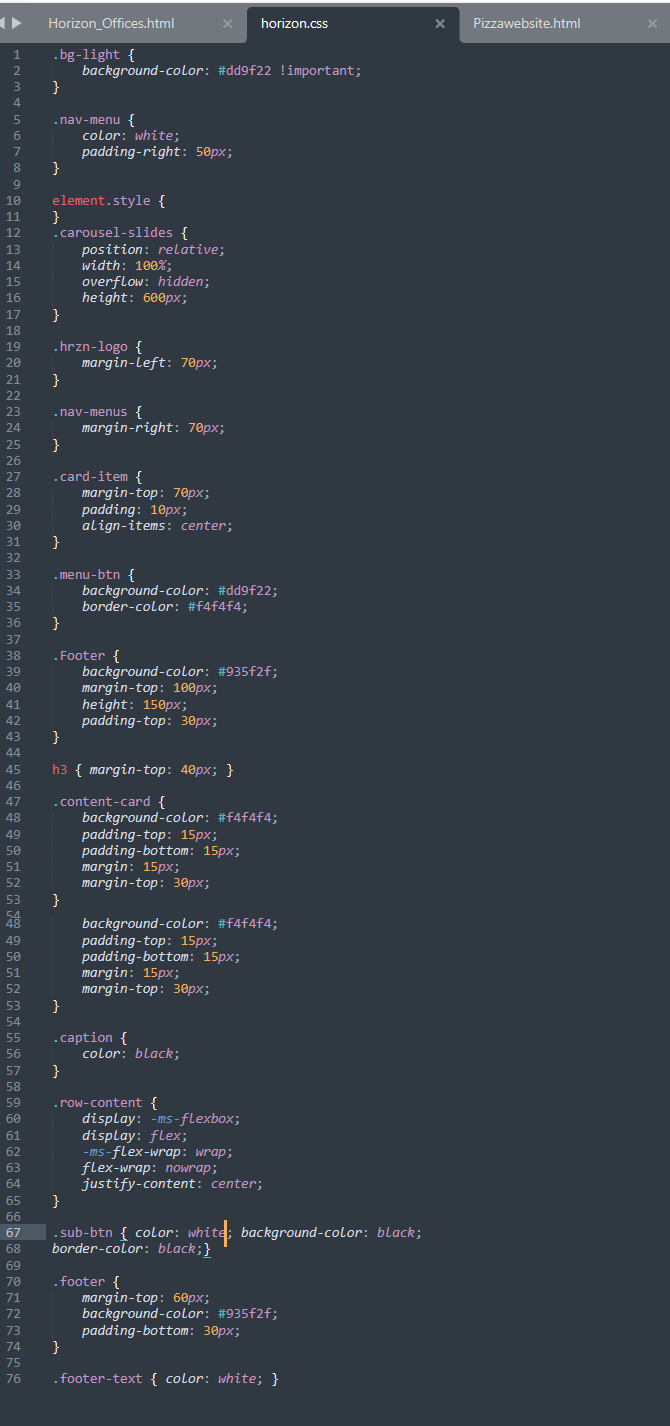 Horizon_Offices.html × horizon.css × Pizzawebsite.html ×
1 .bg-light {
2 background-color: #dd9f22 !important;
3 }
4
5 .nav-menu {
6 color: white;
7 padding-right: 50px;
8 }
9
10 element.style {
11 }
12 .carousel-slides {
13 position: relative;
14 width: 100%;
15 overflow: hidden;
16 height: 600px;
17 }
18
19 .hrzn-logo {
20 margin-left: 70px;
21 }
22
23 .nav-menus {
24 margin-right: 70px;
25 }
26
27 .card-item {
28 margin-top: 70px;
29 padding: 10px;
30 align-items: center;
31 }
32
33 .menu-btn {
34 background-color: #dd9f22;
35 border-color: #f4f4f4;
36 }
37
38 .Footer {
39 background-color: #935f2f;
40 margin-top: 100px;
41 height: 150px;
42 padding-top: 30px;
43 }
44
45 h3 { margin-top: 40px; }
46
47 .content-card {
48 background-color: #f4f4f4;
49 padding-top: 15px;
50 padding-bottom: 15px;
51 margin: 15px;
52 margin-top: 30px;
53 }
54
48 background-color: #f4f4f4;
49 padding-top: 15px;
50 padding-bottom: 15px;
51 margin: 15px;
52 margin-top: 30px;
53 }
54
55 .caption {
56 color: black;
57 }
58
59 .row-content {
60 display: -ms-flexbox;
61 display: flex;
62 -ms-flex-wrap: wrap;
63 flex-wrap: nowrap;
64 justify-content: center;
65 }
66
67 .sub-btn { color: white; background-color: black;
68 border-color: black;}
69
70 .footer {
71 margin-top: 60px;
72 background-color: #935f2f;
73 padding-bottom: 30px;
74 }
75
76 .footer-text { color: white; }